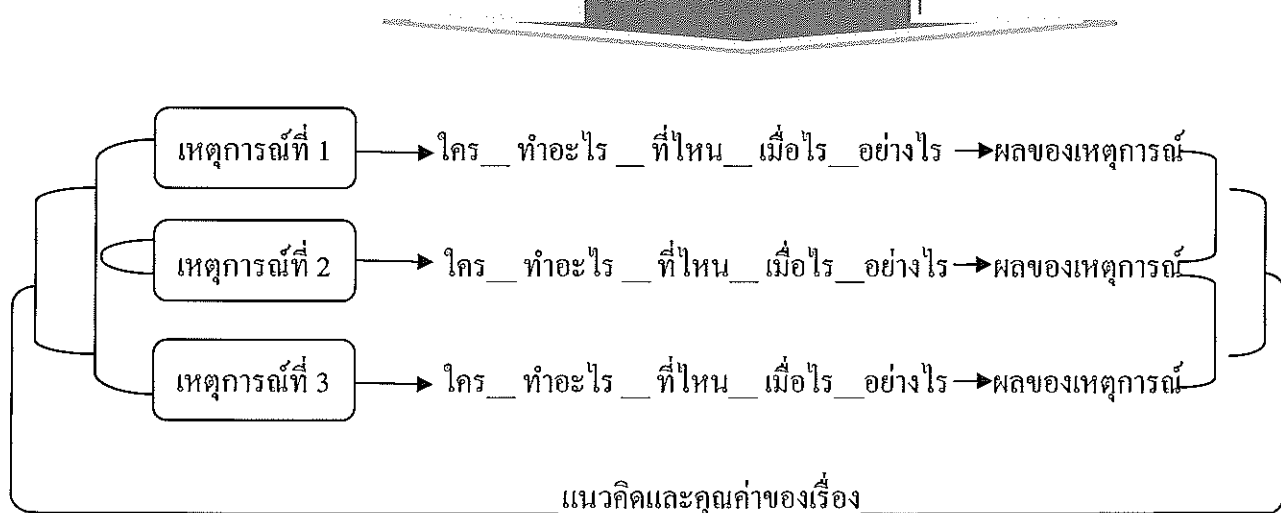 เหตุการณ์ที่ 1 ใคร__ ทำอะไร __ ที่ไหน__ เมื่อไร__อย่างไร ผลของเหตุการณ์
เหตุการณ์ที่ 2 ใคร__ ทำอะไร __ ที่ไหน__ เมื่อไร__อย่างไร ผลของเหตุการณ์
เหตุการณ์ที่ 3 ใคร__ ทำอะไร __ ที่ไหน__ เมื่อไร__อย่างไร ผลของเหตุการณ์
แนวคิดและคุณค่าของเรื่อง